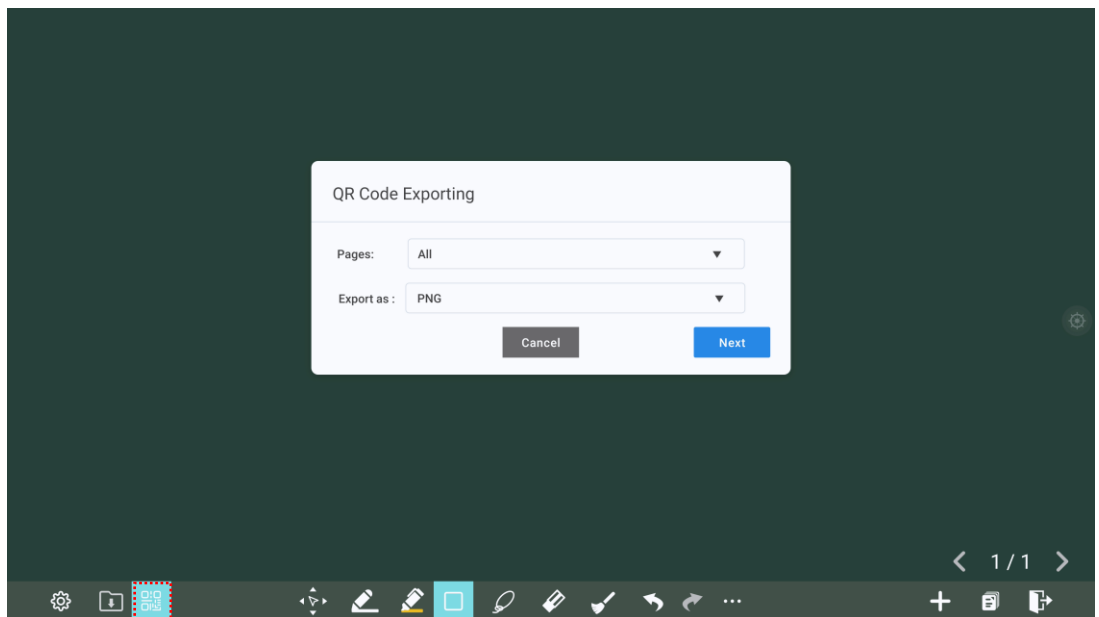 QR Code Exporting
Pages: All
Export as : PNG
Cancel Next
1 / 1